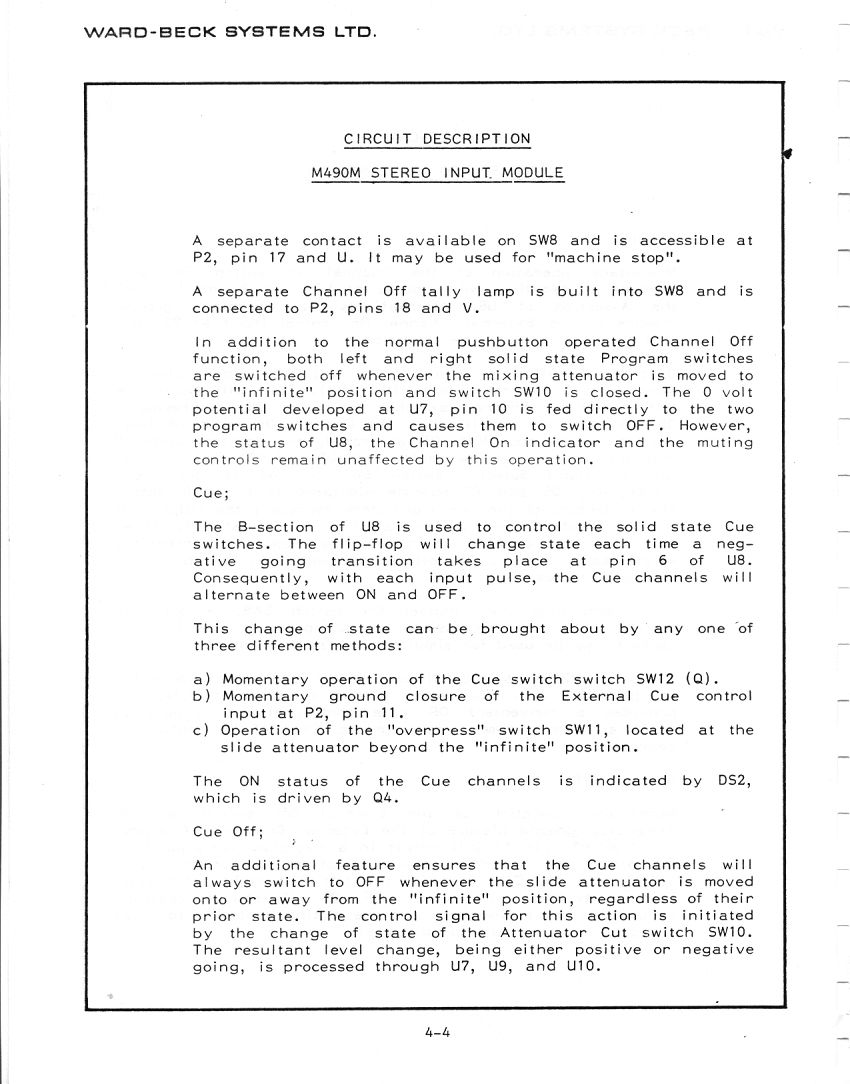 WARD-BECK SYSTEMS LTD.
CIRCUIT DESCRIPTION
M490M STEREO INPUT MODULE
A separate contact is available on SW8 and is accessible at
P2, pin 17 and U. It may be used for "machine stop".
A separate Channel Off tally lamp is built into SW8 and is
connected to P2, pins 18 and V.
In addition to the normal pushbutton operated Channel Off
function, both left and right solid state Program switches
are switched off whenever the mixing attenuator is moved to
the "infinite" position and switch SW10 is closed. The 0 volt
potential developed at U7, pin 10 is fed directly to the two
program switches and causes them to switch OFF. However,
the status of U8, the Channel On indicator and the muting
controls remain unaffected by this operation.
Cue;
The B-section of U8 is used to control the solid state Cue
switches. The flip-flop will change state each time a neg-
ative going transition takes place at pin 6 of U8.
Consequently, with each input pulse, the Cue channels will
alternate between ON and OFF.
This change of state can be brought about by any one of
three different methods:
a) Momentary operation of the Cue switch switch SW12 (Q).
b) Momentary ground closure of the External Cue control
input at P2, pin 11.
c) Operation of the "overpress" switch SW11, located at the
slide attenuator beyond the "infinite" position.
The ON status of the Cue channels is indicated by DS2,
which is driven by Q4.
Cue Off;
An additional feature ensures that the Cue channels will
always switch to OFF whenever the slide attenuator is moved
onto or away from the "infinite" position, regardless of their
prior state. The control signal for this action is initiated
by the change of state of the Attenuator Cut switch SW10.
The resultant level change, being either positive or negative
going, is processed through U7, U9, and U10.
4-4